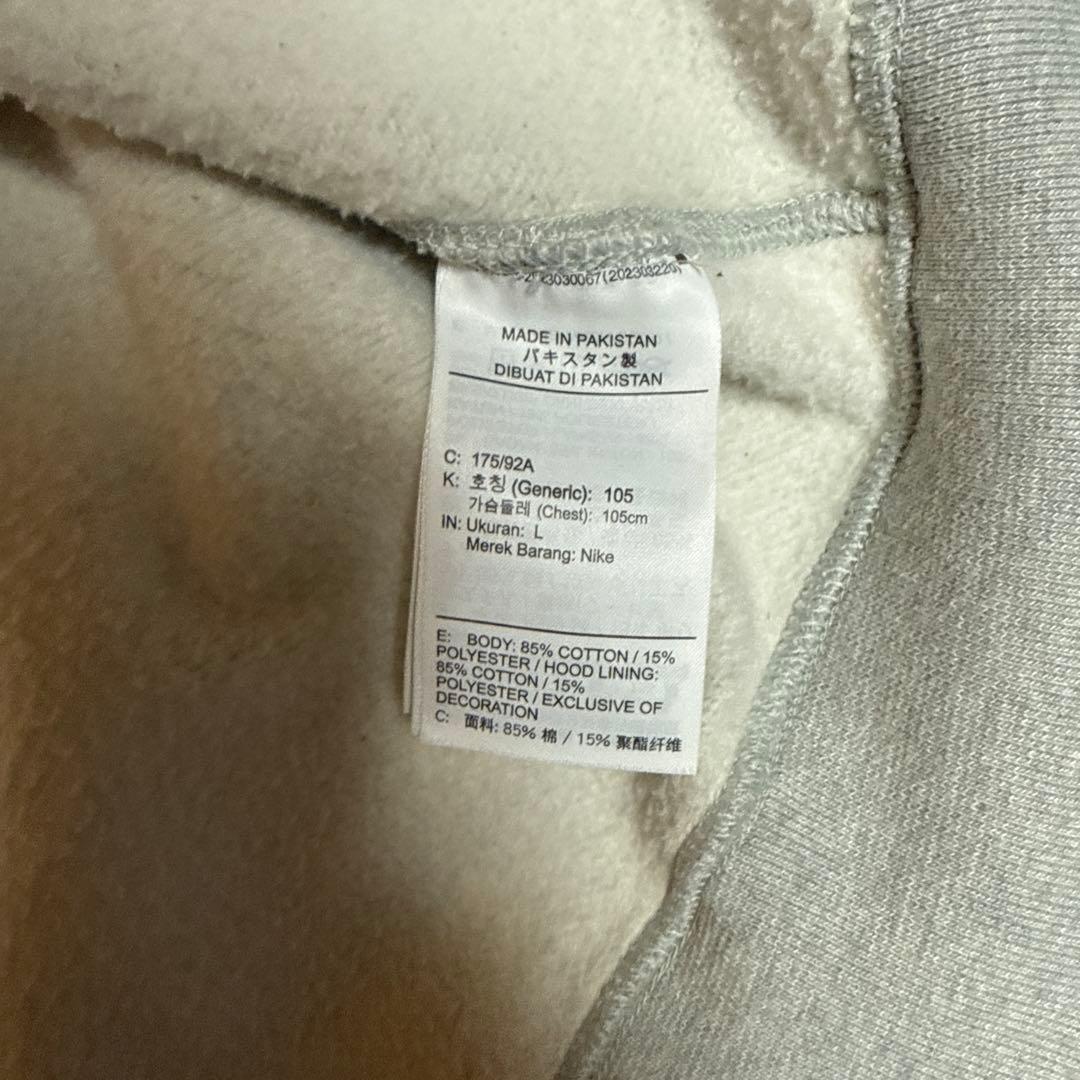 3030067(202303220)
MADE IN PAKISTAN
パキスタン製
DIBUAT DI PAKISTAN
C: 175/92A
K: 호칭 (Generic): 105
가슴둘레 (Chest): 105cm
IN: Ukuran: L
Merek Barang: Nike
E: BODY: 85% COTTON / 15%
POLYESTER / HOOD LINING:
85% COTTON / 15%
POLYESTER / EXCLUSIVE OF
DECORATION
C: 面料: 85% 棉 / 15% 聚酯纤维